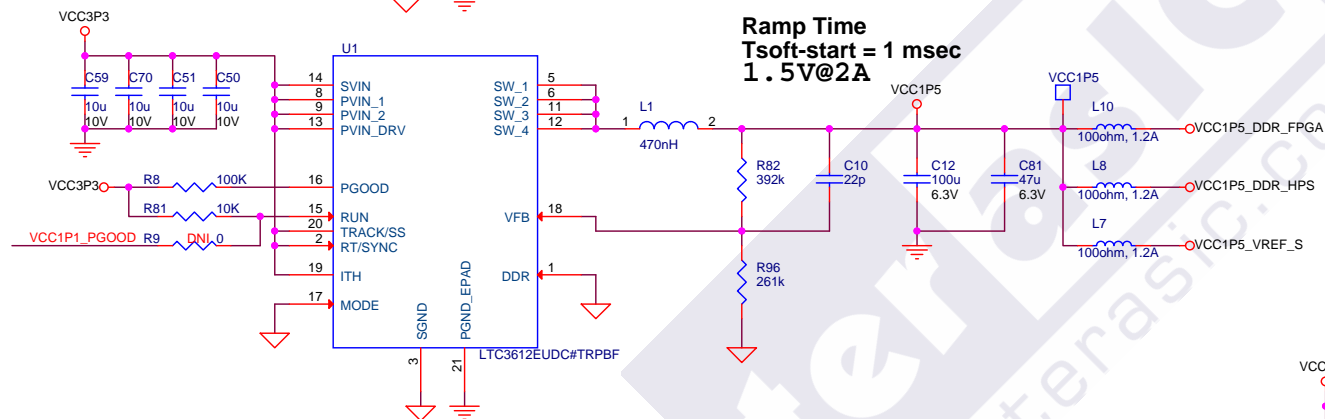 VCC3P3
C59
C70
C51
C50
10u
10u
10u
10u
10V
10V
10V
10V
VCC3P3
R8
100K
R81
10K
VCC1P1_PGOOD
R9
DNI
0
U1
14
SVIN
8
PVIN_1
9
PVIN_2
13
PVIN_DRV
16
PGOOD
15
RUN
20
TRACK/SS
2
RT/SYNC
19
ITH
17
MODE
SW_1
5
SW_2
6
SW_3
11
SW_4
12
VFB
18
DDR
1
SGND
3
PGND_EPAD
21
LTC3612EUDC#TRPBF
L1
1
2
470nH
Ramp Time
Tsoft-start = 1 msec
1.5V@2A
R82
392k
C10
22p
R96
261k
VCC1P5
C12
100u
6.3V
C81
47u
6.3V
VCC1P5
L10
100ohm, 1.2A
VCC1P5_DDR_FPGA
L8
100ohm, 1.2A
VCC1P5_DDR_HPS
L7
100ohm, 1.2A
VCC1P5_VREF_S
VCC
terasic
terasic.co